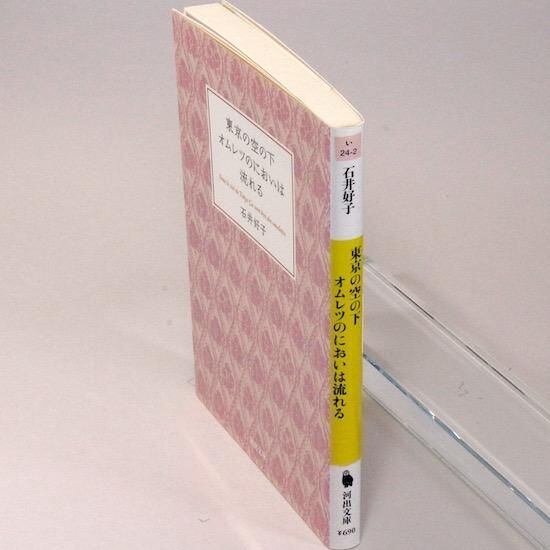 東京の空の下
オムレツのにおいは
流れる
石井好子
い
24-2
石井好子
東京の空の下
オムレツのにおいは流れる
河出文庫
¥690